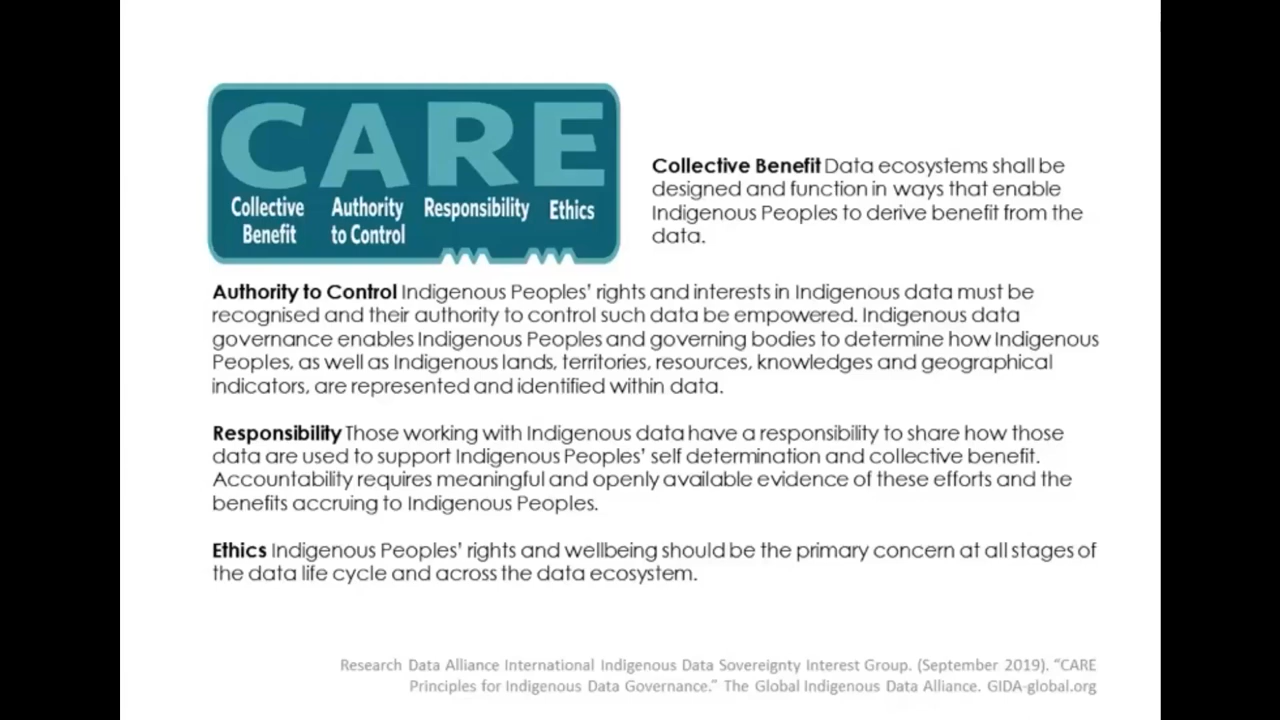 CARE
Collective Benefit
Authority to Control
Responsibility
Ethics
Collective Benefit Data ecosystems shall be
designed and function in ways that enable
Indigenous Peoples to derive benefit from the
data.
Authority to Control Indigenous Peoples’ rights and interests in Indigenous data must be
recognised and their authority to control such data be empowered. Indigenous data
governance enables Indigenous Peoples and governing bodies to determine how Indigenous
Peoples, as well as Indigenous lands, territories, resources, knowledges and geographical
indicators, are represented and identified within data.
Responsibility Those working with Indigenous data have a responsibility to share how those
data are used to support Indigenous Peoples’ self determination and collective benefit.
Accountability requires meaningful and openly available evidence of these efforts and the
benefits accruing to Indigenous Peoples.
Ethics Indigenous Peoples’ rights and wellbeing should be the primary concern at all stages of
the data life cycle and across the data ecosystem.
Research Data Alliance International Indigenous Data Sovereignty Interest Group. (September 2019). “CARE
Principles for Indigenous Data Governance.” The Global Indigenous Data Alliance. GIDA-global.org